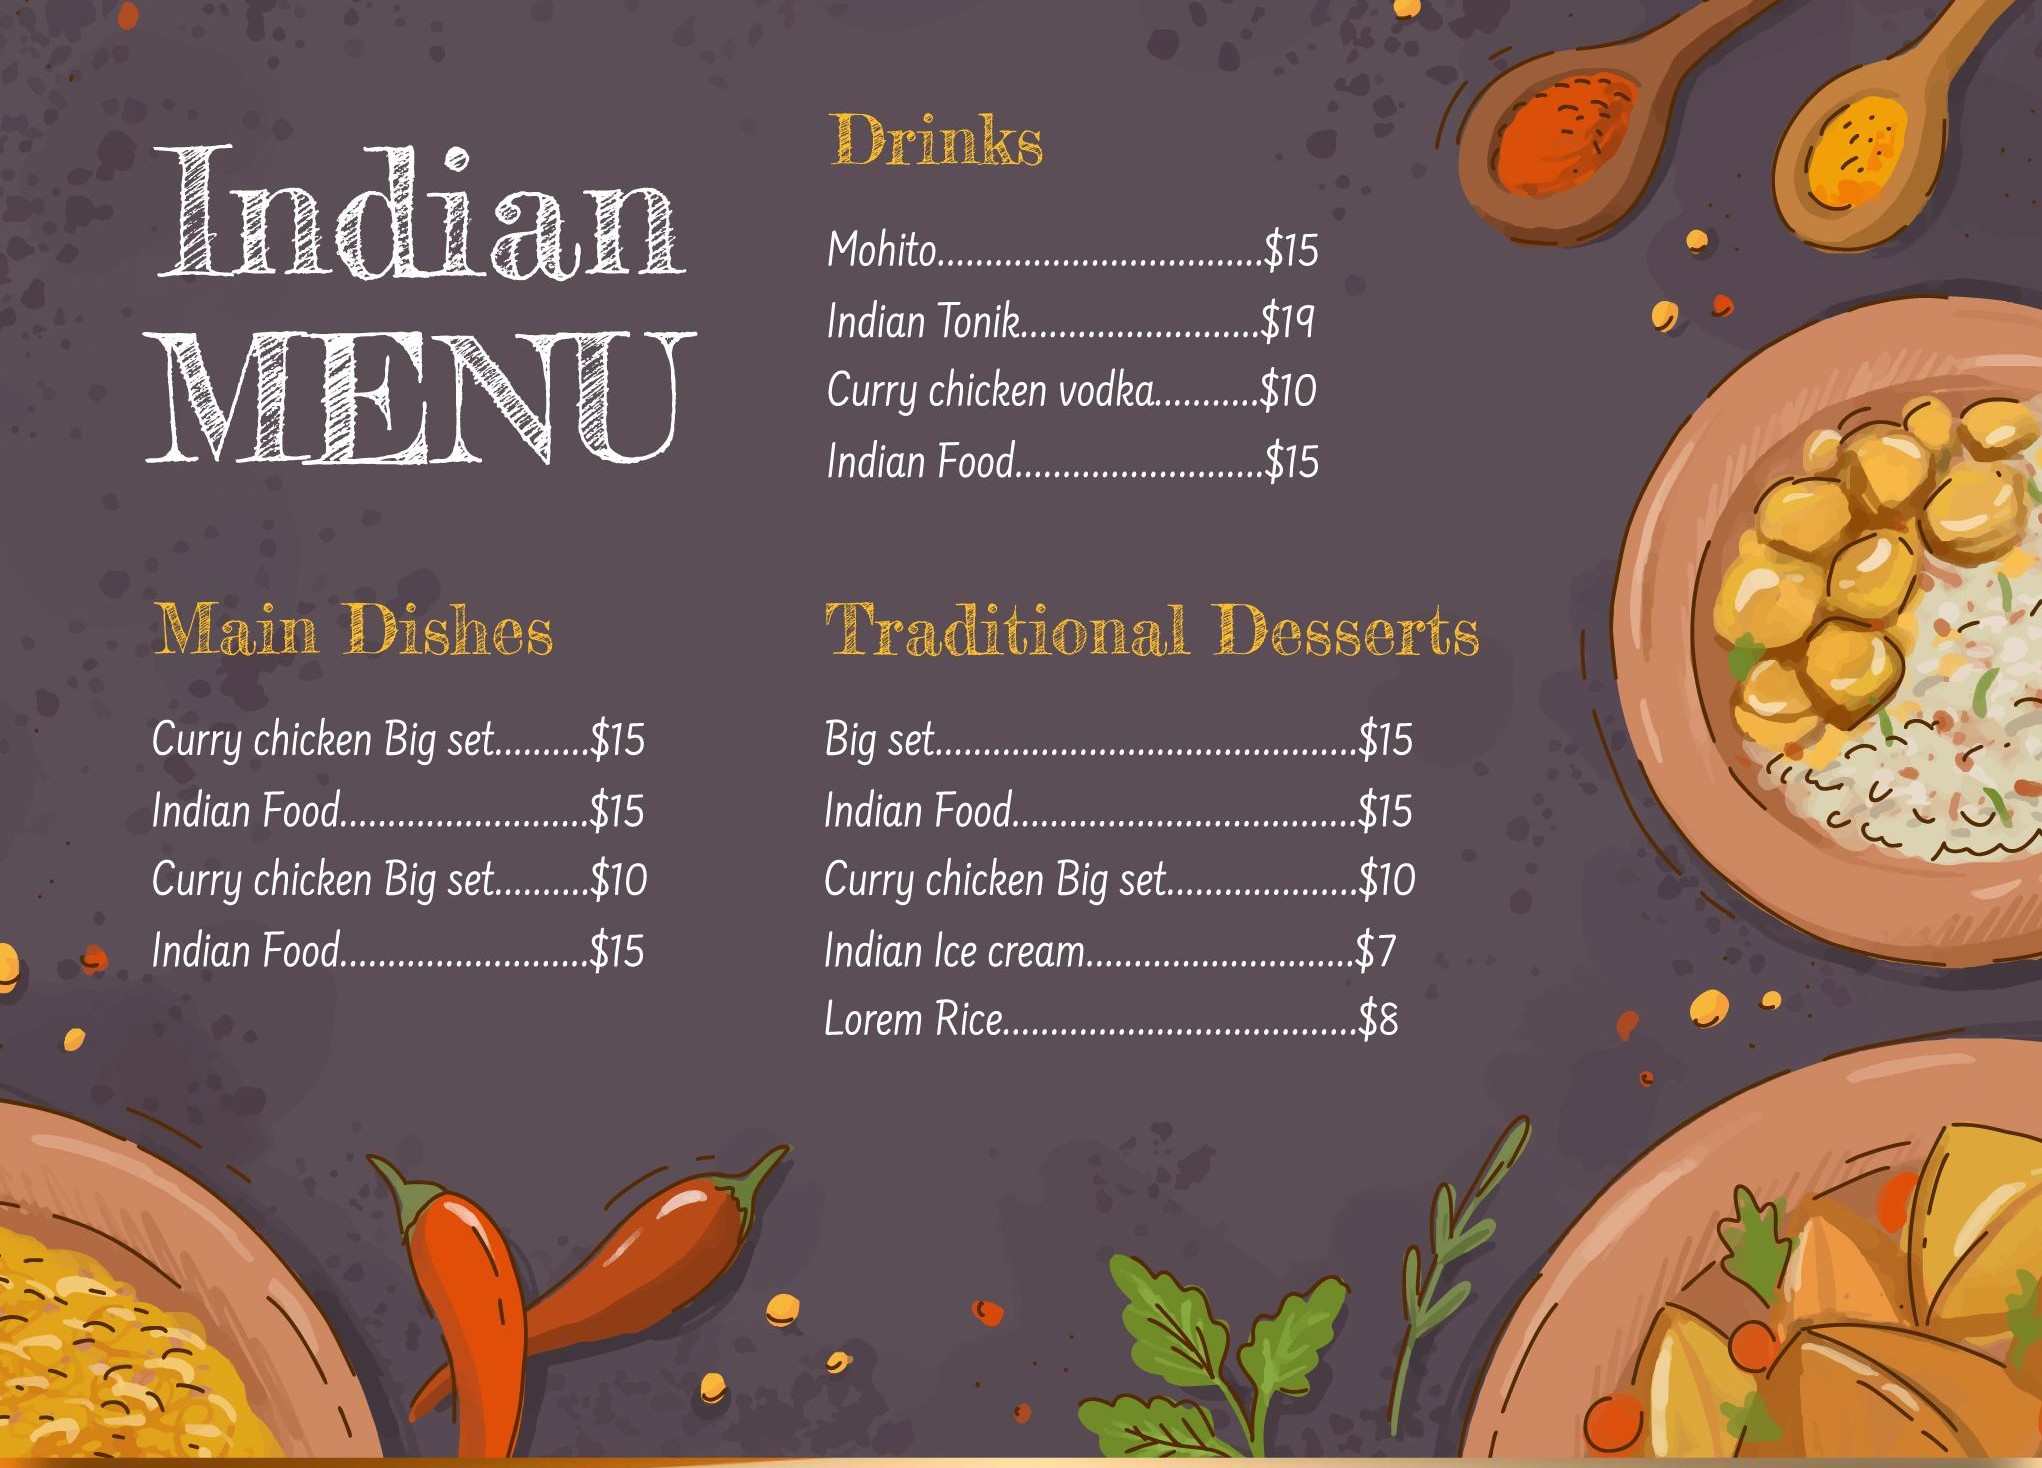 Indian
MENU
Drinks
Mohito..................................$15
Indian Tonik.........................$19
Curry chicken vodka...........$10
Indian Food..........................$15
Main Dishes
Curry chicken Big set..........$15
Indian Food..........................$15
Curry chicken Big set..........$10
Indian Food..........................$15
Traditional Desserts
Big set............................................$15
Indian Food....................................$15
Curry chicken Big set....................$10
Indian Ice cream............................$7
Lorem Rice.....................................$8